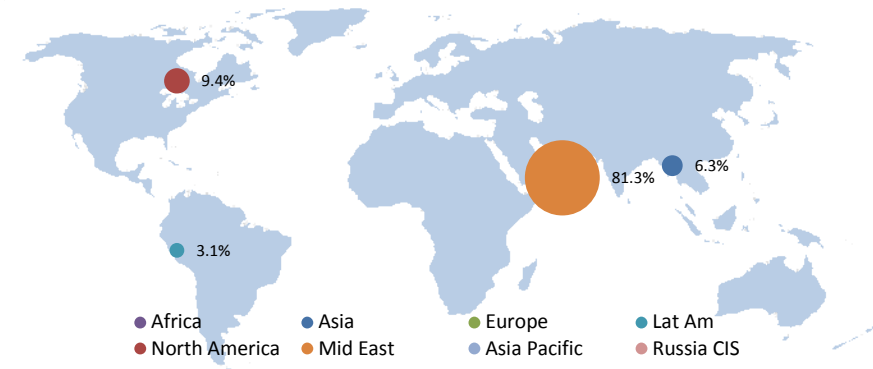 9.4%
81.3%
6.3%
3.1%
Africa
Asia
Europe
Lat Am
North America
Mid East
Asia Pacific
Russia CIS